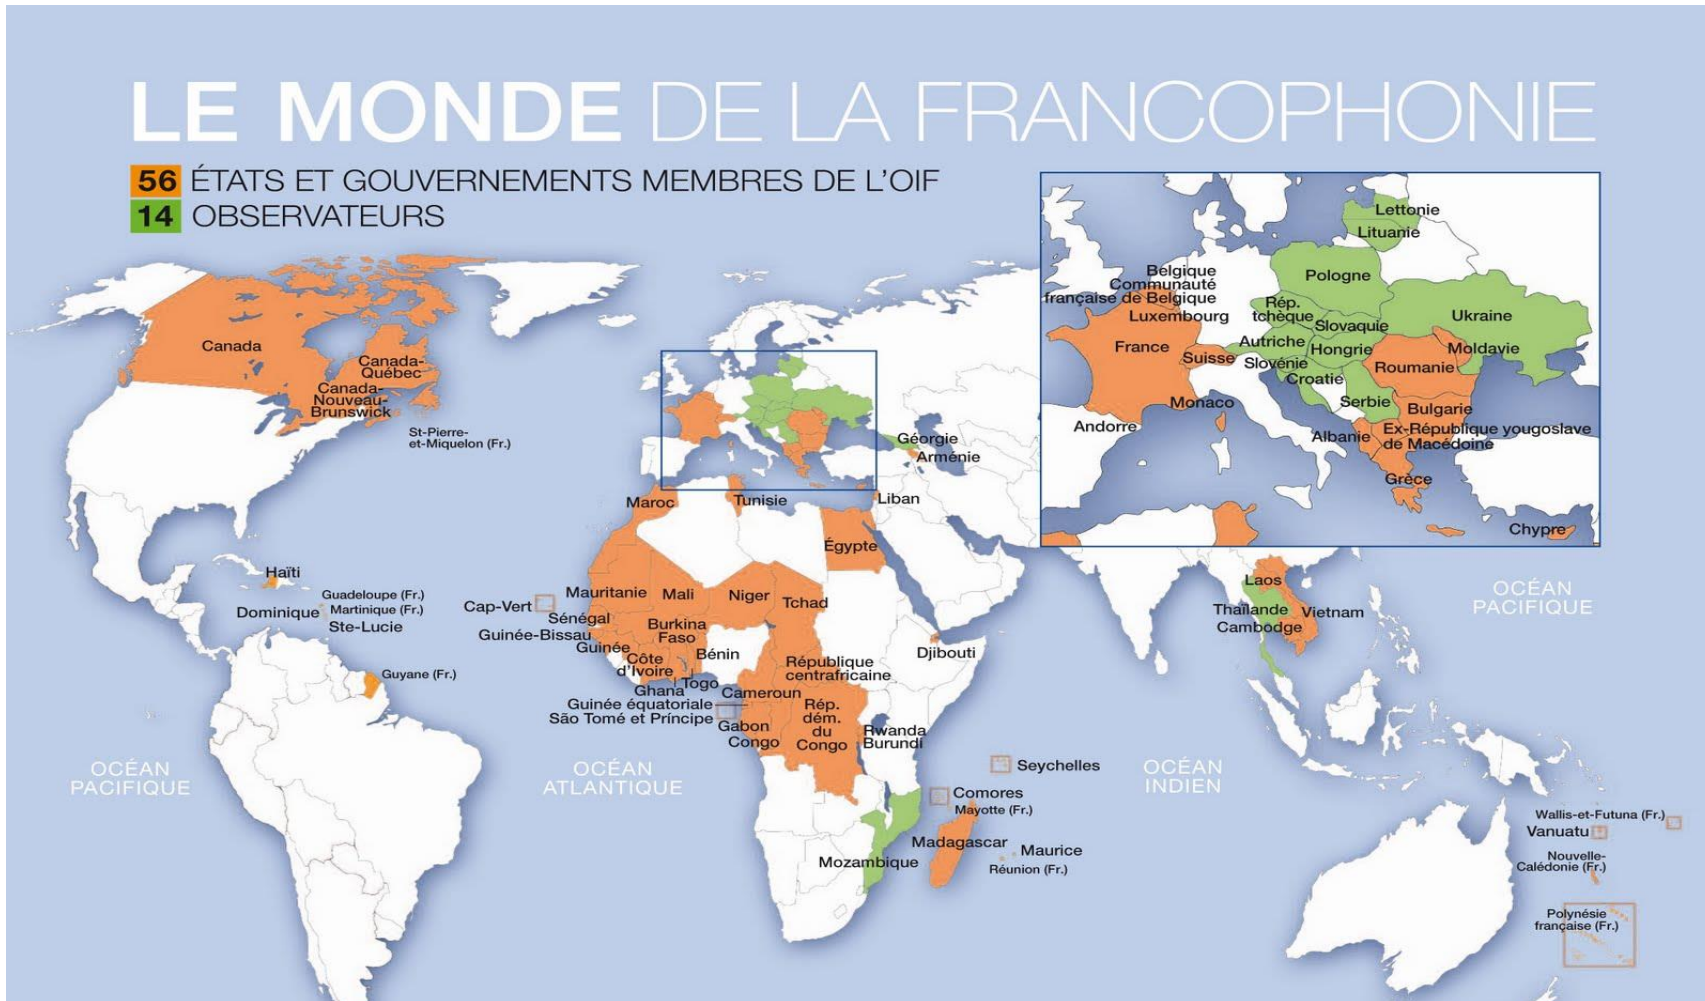 LE MONDE DE LA FRANCOPHONIE
56 ÉTATS ET GOUVERNEMENTS MEMBRES DE L'OIF
14 OBSERVATEURS
Canada
Canada-
Québec
Canada-
Nouveau-
Brunswick
St-Pierre-
et-Miquelon (Fr.)
Haïti
Guadeloupe (Fr.)
Dominique
Martinique (Fr.)
Ste-Lucie
Guyane (Fr.)
OCÉAN
PACIFIQUE
OCÉAN
ATLANTIQUE
Lettonie
Lituanie
Pologne
Belgique
Communauté
française de Belgique
Luxembourg
Rép.
tchèque
Slovaquie
Ukraine
France
Suisse
Autriche
Hongrie
Moldavie
Slovénie
Croatie
Roumanie
Serbie
Monaco
Bulgarie
Andorre
Albanie
Ex-République yougoslave
de Macédoine
Grèce
Chypre
Géorgie
Arménie
Liban
Maroc
Tunisie
Égypte
Mauritanie
Mali
Niger
Tchad
Cap-Vert
Sénégal
Guinée-Bissau
Guinée
Burkina
Faso
Côte
d'Ivoire
Bénin
Ghana
Togo
Cameroun
République
centrafricaine
Djibouti
Guinée équatoriale
São Tomé et Príncipe
Gabon
Congo
Rép.
dém.
du
Congo
Rwanda
Burundi
Seychelles
Comores
Mayotte (Fr.)
Madagascar
Maurice
Réunion (Fr.)
Mozambique
OCÉAN
INDIEN
Laos
Thaïlande
Vietnam
Cambodge
OCÉAN
PACIFIQUE
Wallis-et-Futuna (Fr.)
Vanuatu
Nouvelle-
Calédonie (Fr.)
Polynésie
française (Fr.)